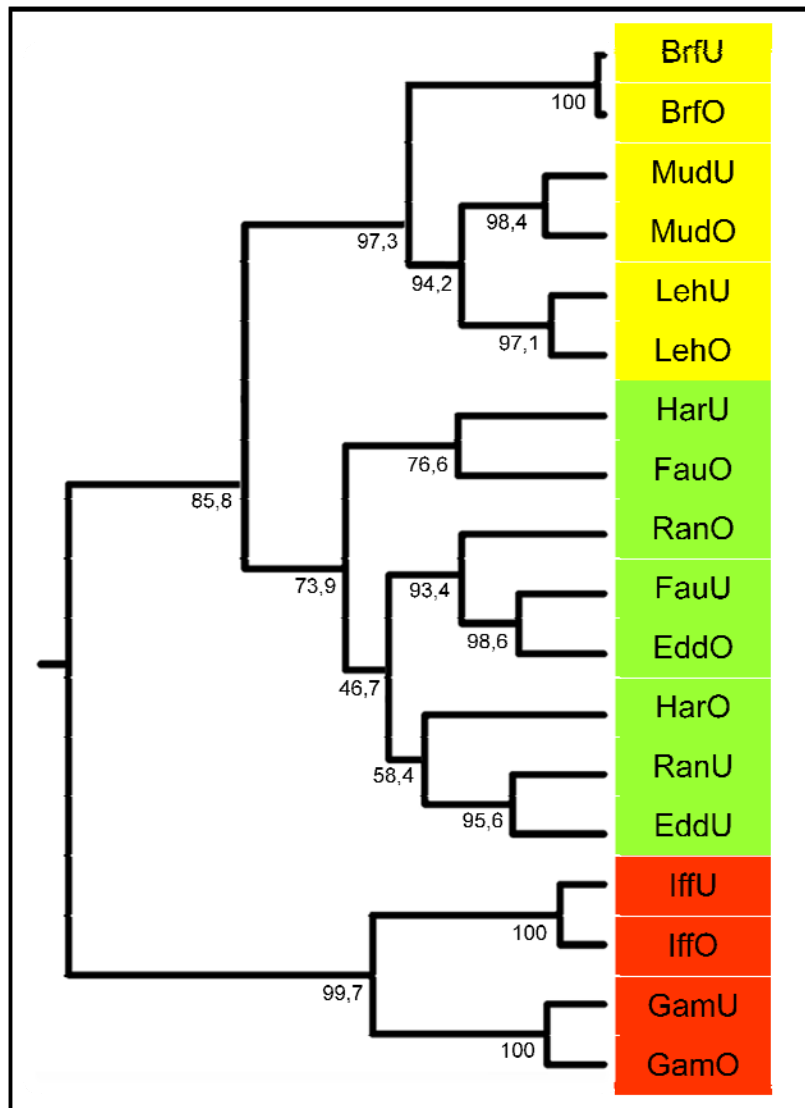 BrfU
100
BrfO
MudU
98,4
97,3
MudO
94,2
LehU
97,1
LehO
HarU
76,6
FauO
85,8
RanO
73,9
93,4
FauU
98,6
EddO
46,7
HarO
58,4
RanU
95,6
EddU
IffU
100
IffO
99,7
GamU
100
GamO